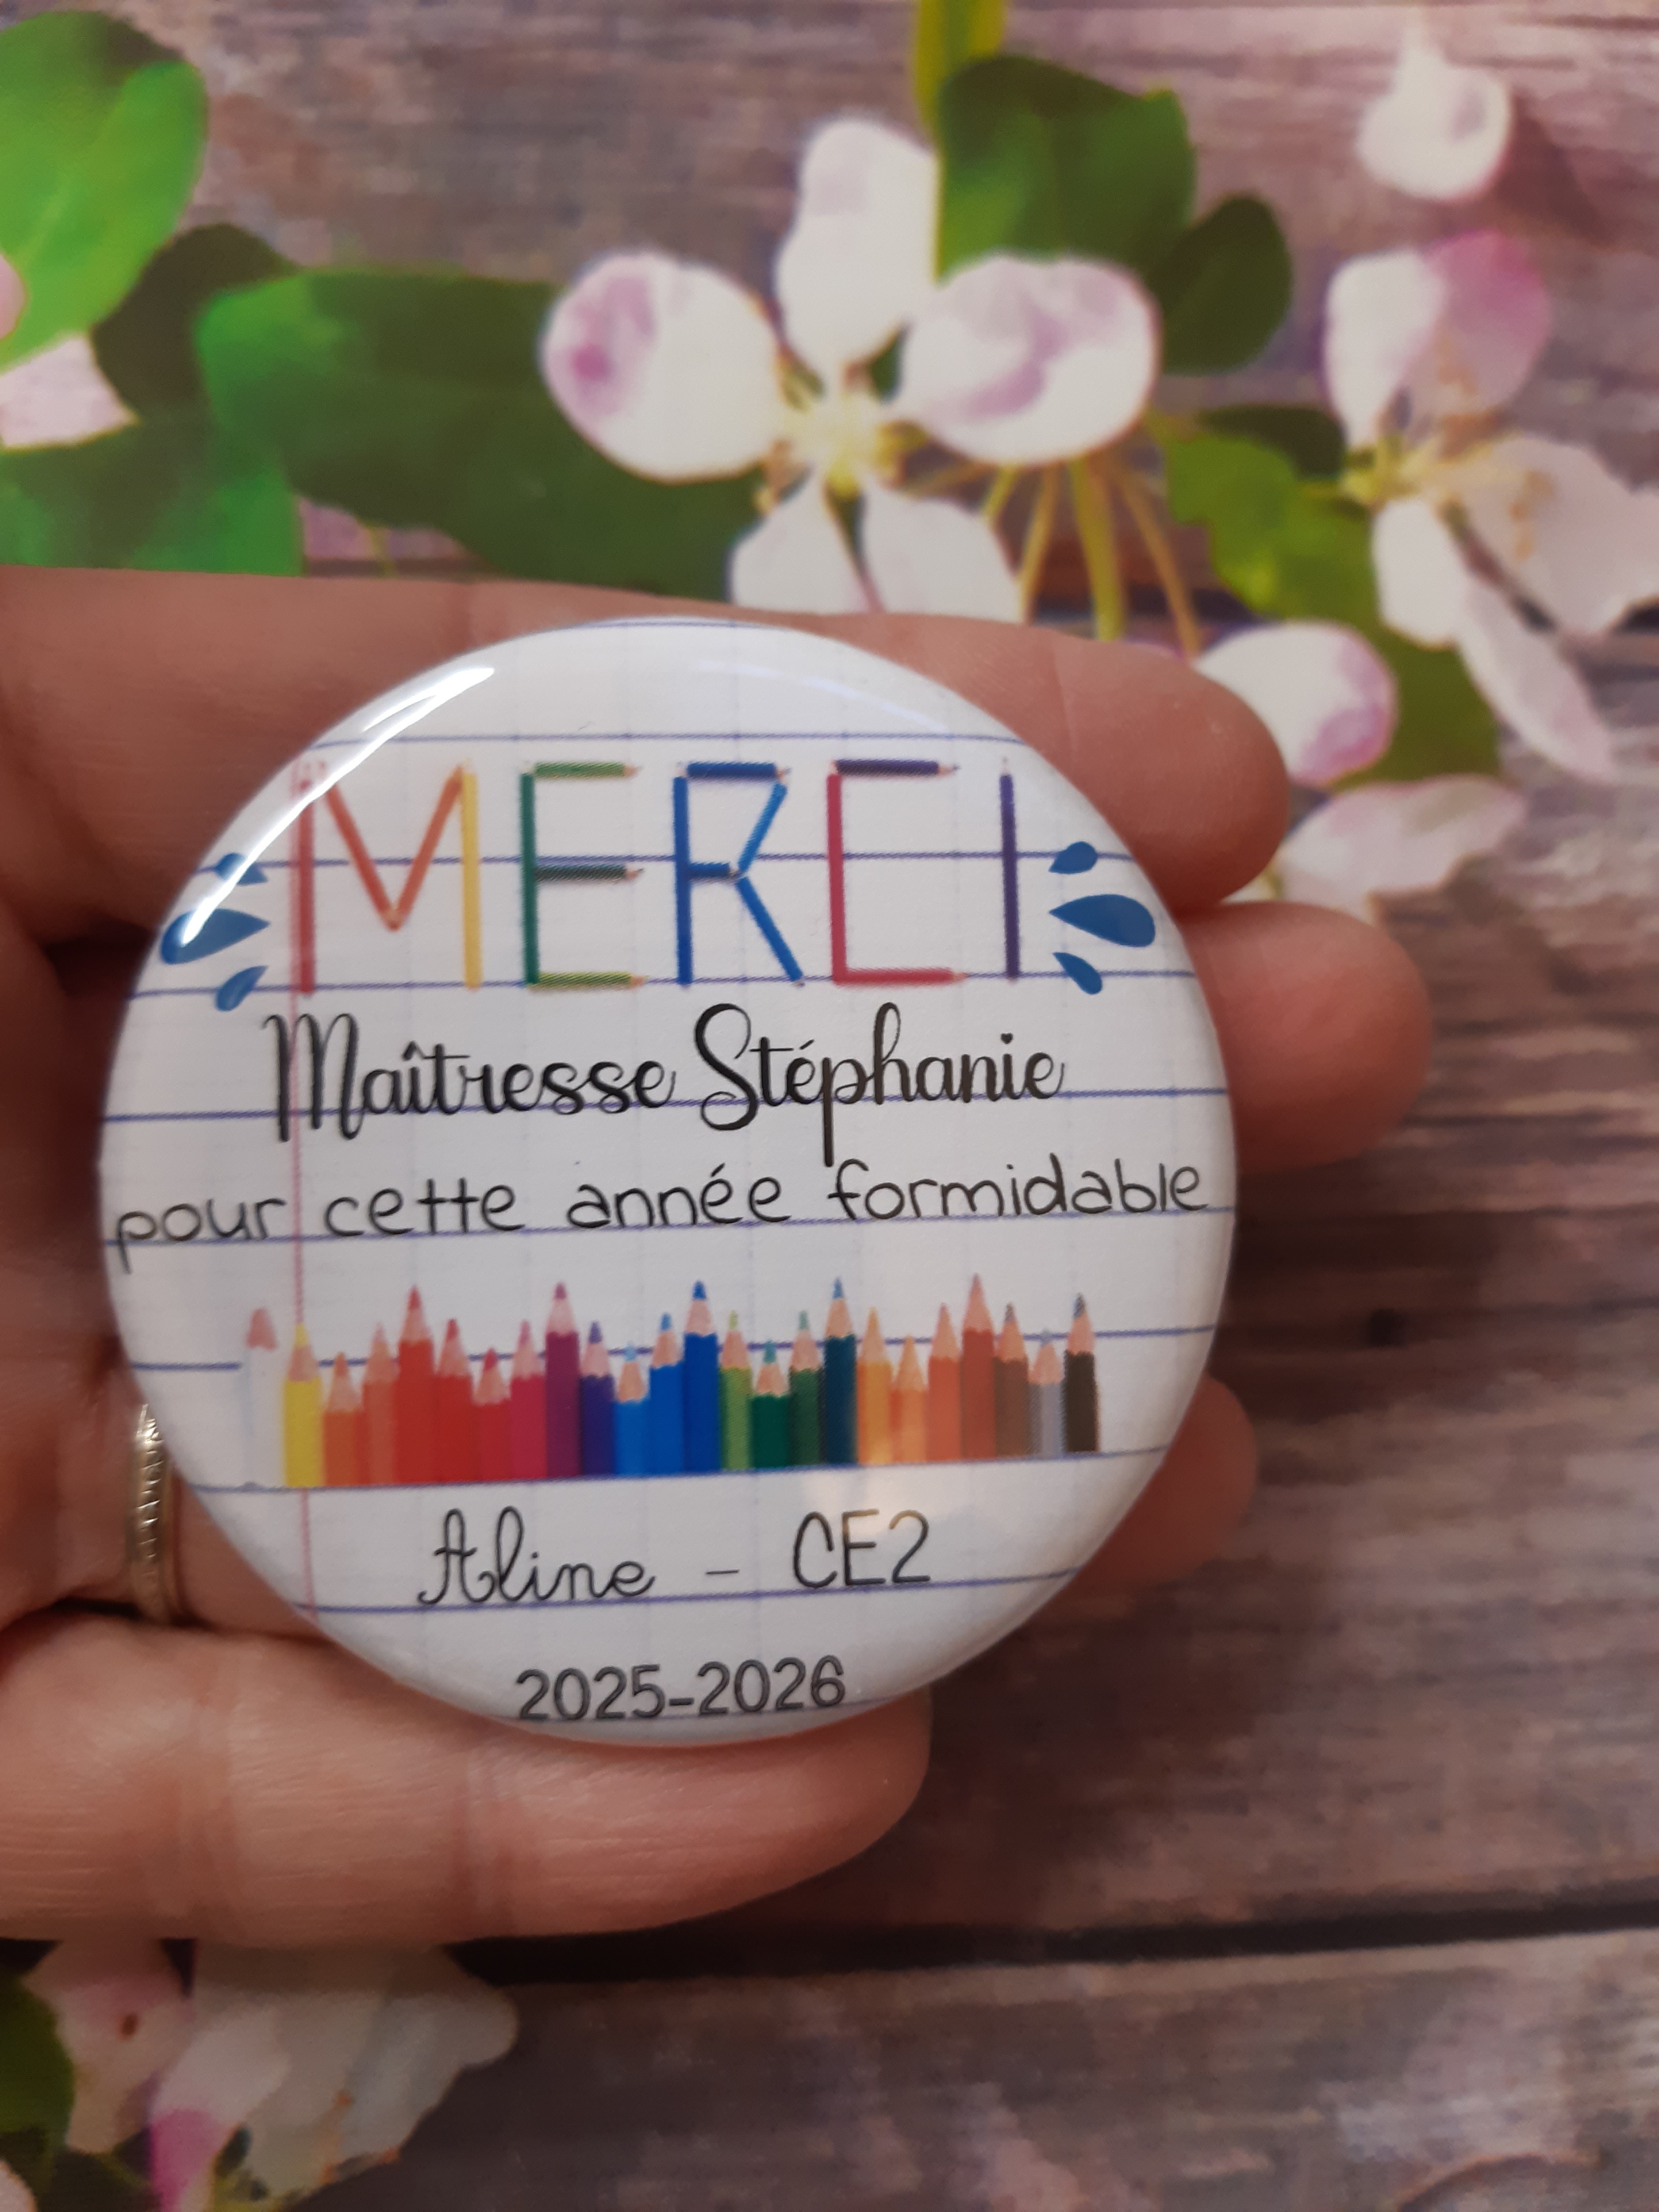 MERCI
Maîtresse Stéphanie
pour cette année formidable
Aline - CE2
2025-2026